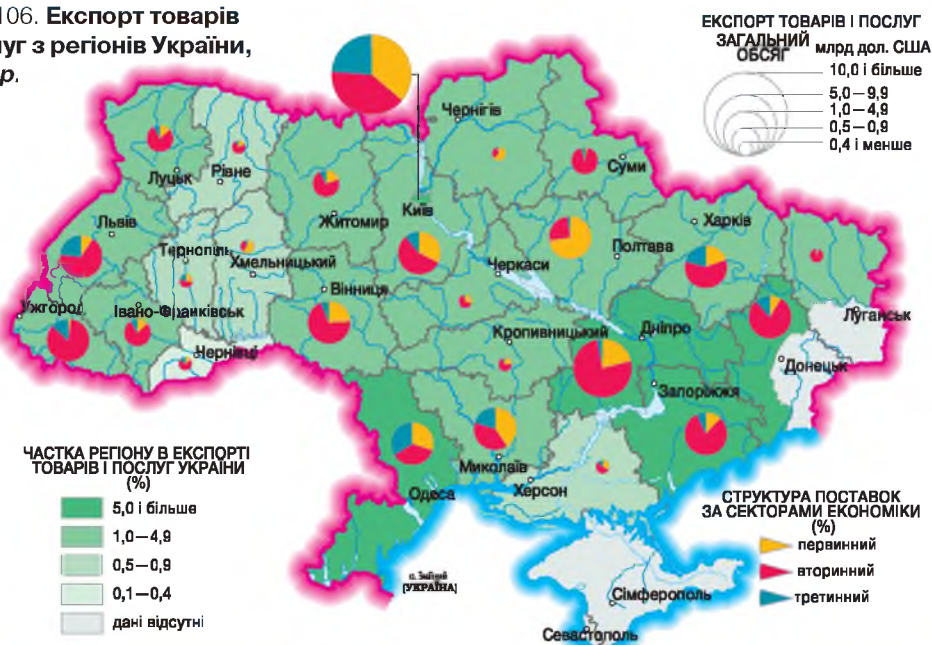 106. Експорт товарів
луг з регіонів України,
р.
ЕКСПОРТ ТОВАРІВ І ПОСЛУГ
ЗАГАЛЬНИЙ ОБСЯГ
млрд дол. США
10,0 і більше
5,0–9,9
1,0–4,9
0,5–0,9
0,4 і менше
Чернігів
Суми
Луцьк
Рівне
Житомир
Київ
Харків
Львів
Тернопіль
Хмельницький
Черкаси
Полтава
Вінниця
Луганськ
Ужгород
Івано-Франківськ
Кропивницький
Дніпро
Чернівці
Донецьк
Запоріжжя
Миколаїв
Херсон
Одеса
ЧАСТКА РЕГІОНУ В ЕКСПОРТІ
ТОВАРІВ І ПОСЛУГ УКРАЇНИ
(%)
5,0 і більше
1,0–4,9
0,5–0,9
0,1–0,4
дані відсутні
о. Зміїний
(УКРАЇНА)
СТРУКТУРА ПОСТАВОК
ЗА СЕКТОРАМИ ЕКОНОМІКИ
(%)
первинний
вторинний
третинний
Сімферополь
Севастополь